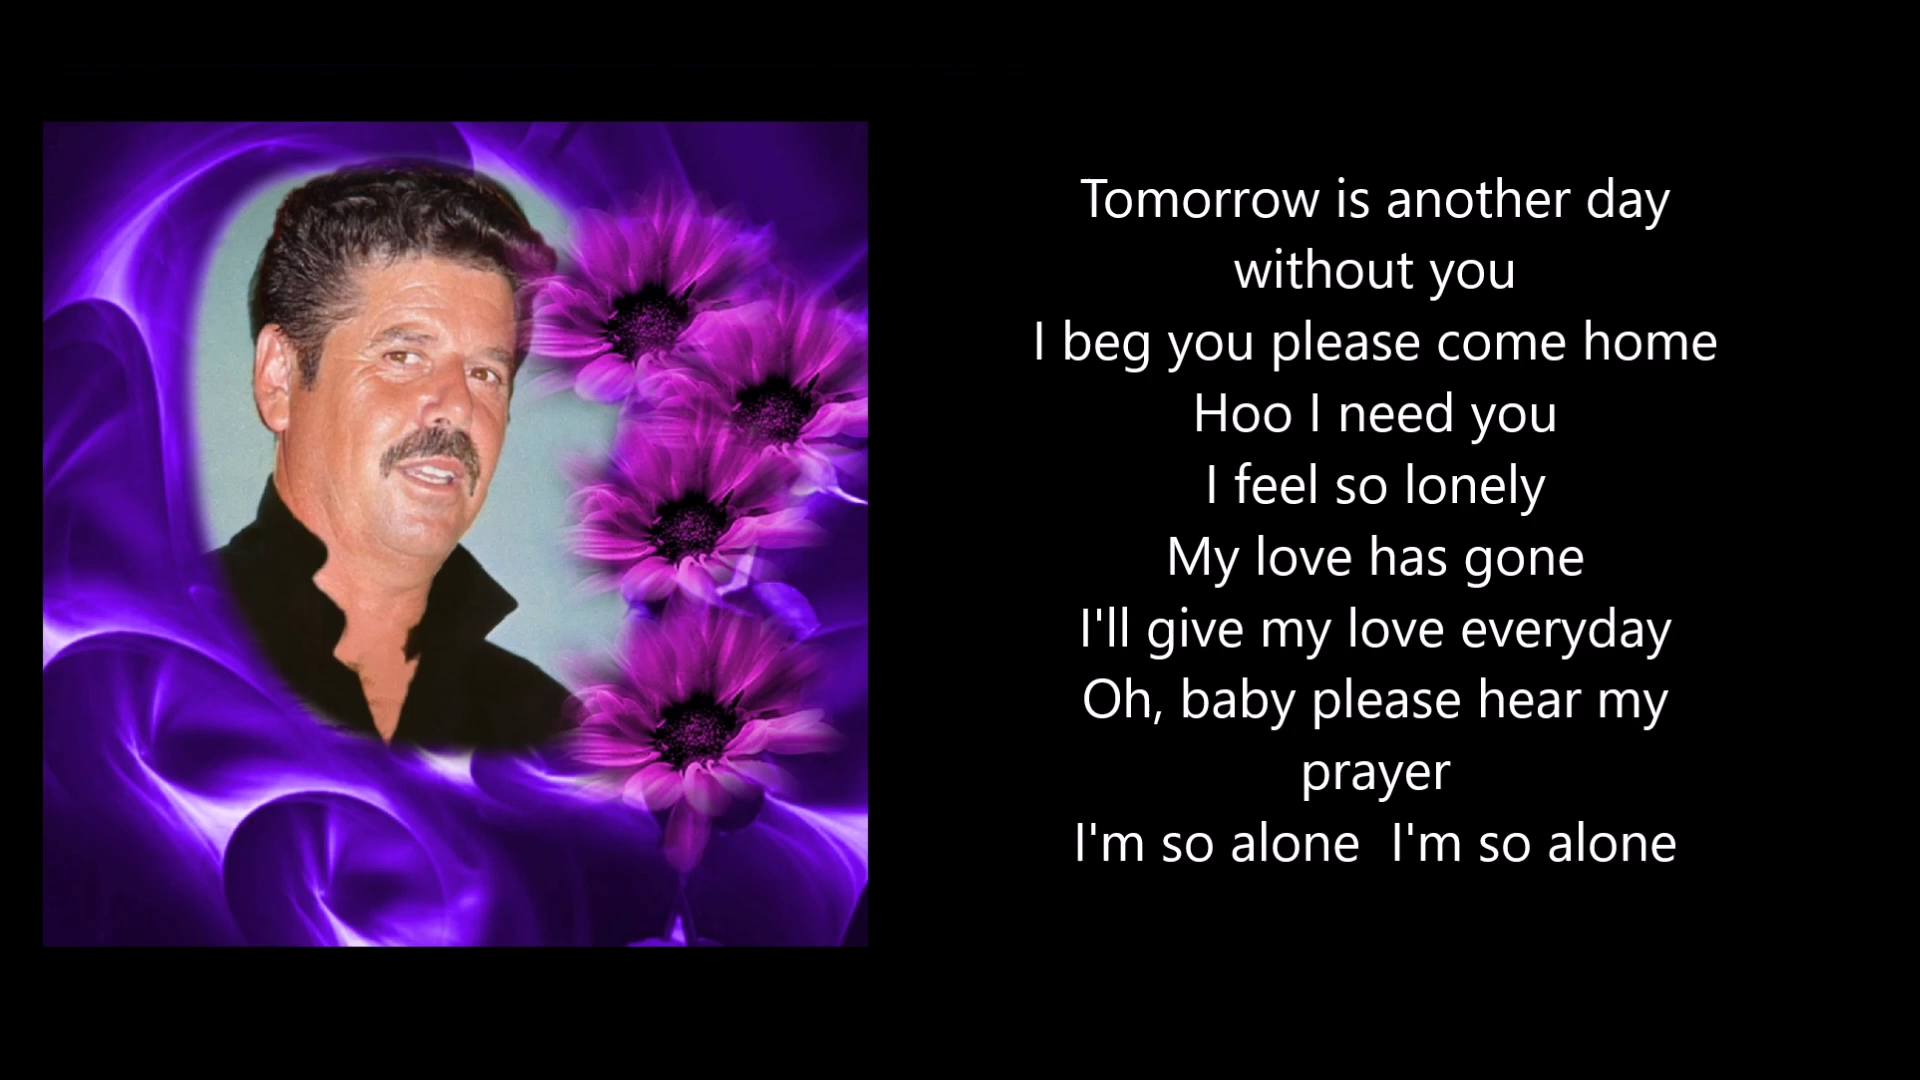 Tomorrow is another day
without you
I beg you please come home
Hoo I need you
I feel so lonely
My love has gone
I'll give my love everyday
Oh, baby please hear my
prayer
I'm so alone  I'm so alone